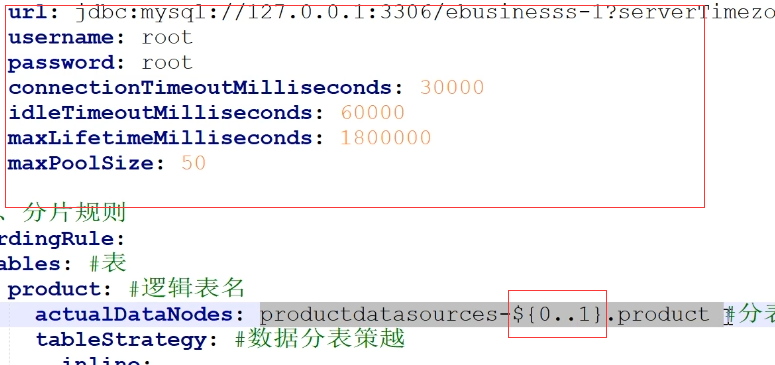 url: jdbc:mysql://127.0.0.1:3306/ebusinesss-1?serverTimezo
username: root
password: root
connectionTimeoutMilliseconds: 30000
idleTimeoutMilliseconds: 60000
maxLifetimeMilliseconds: 1800000
maxPoolSize: 50
、分片规则
rdingRule:
ables: #表
product: #逻辑表名
actualDataNodes: productdatasources-${0..1}.product #分表
tableStrategy: #数据分表策越
inline: